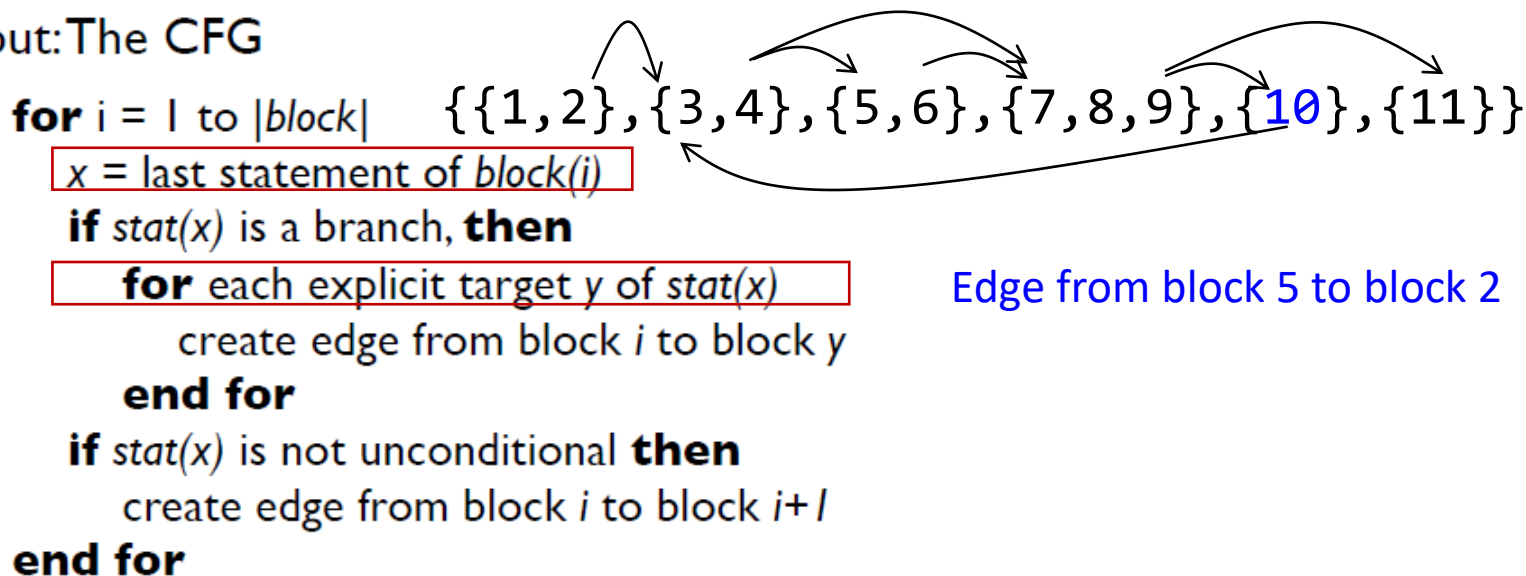 out: The CFG
for i = 1 to |block|
{{1,2},{3,4},{5,6},{7,8,9},{10},{11}}
x = last statement of block(i)
if stat(x) is a branch, then
for each explicit target y of stat(x)
Edge from block 5 to block 2
create edge from block i to block y
end for
if stat(x) is not unconditional then
create edge from block i to block i+1
end for